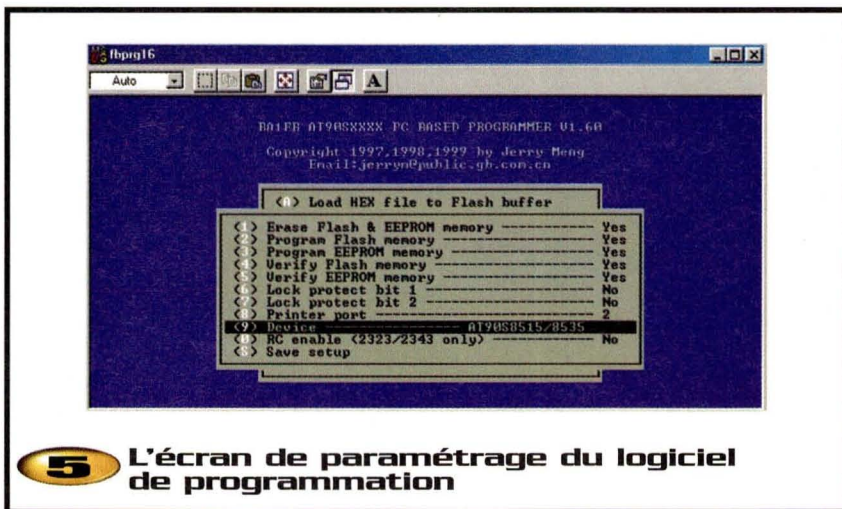 fbprg16
Auto
A
BA1FB AT90SXXXX PC BASED PROGRAMMER V1.60
Copyright 1997,1998,1999 by Jerry Meng
Email:jerrym@public.gb.com.cn
<A> Load HEX file to Flash buffer
<1> Erase Flash & EEPROM memory ------------- Yes
<2> Program Flash memory -------------------- Yes
<3> Program EEPROM memory ------------------- Yes
<4> Verify Flash memory --------------------- Yes
<5> Verify EEPROM memory -------------------- Yes
<6> Lock protect bit 1 ---------------------- No
<7> Lock protect bit 2 ---------------------- No
<8> Printer port ---------------------------- 2
<9> Device ----------------- AT90S8515/8535
<0> RC enable <2323/2343 only> -------------- No
<S> Save setup
5 L'écran de paramétrage du logiciel
de programmation